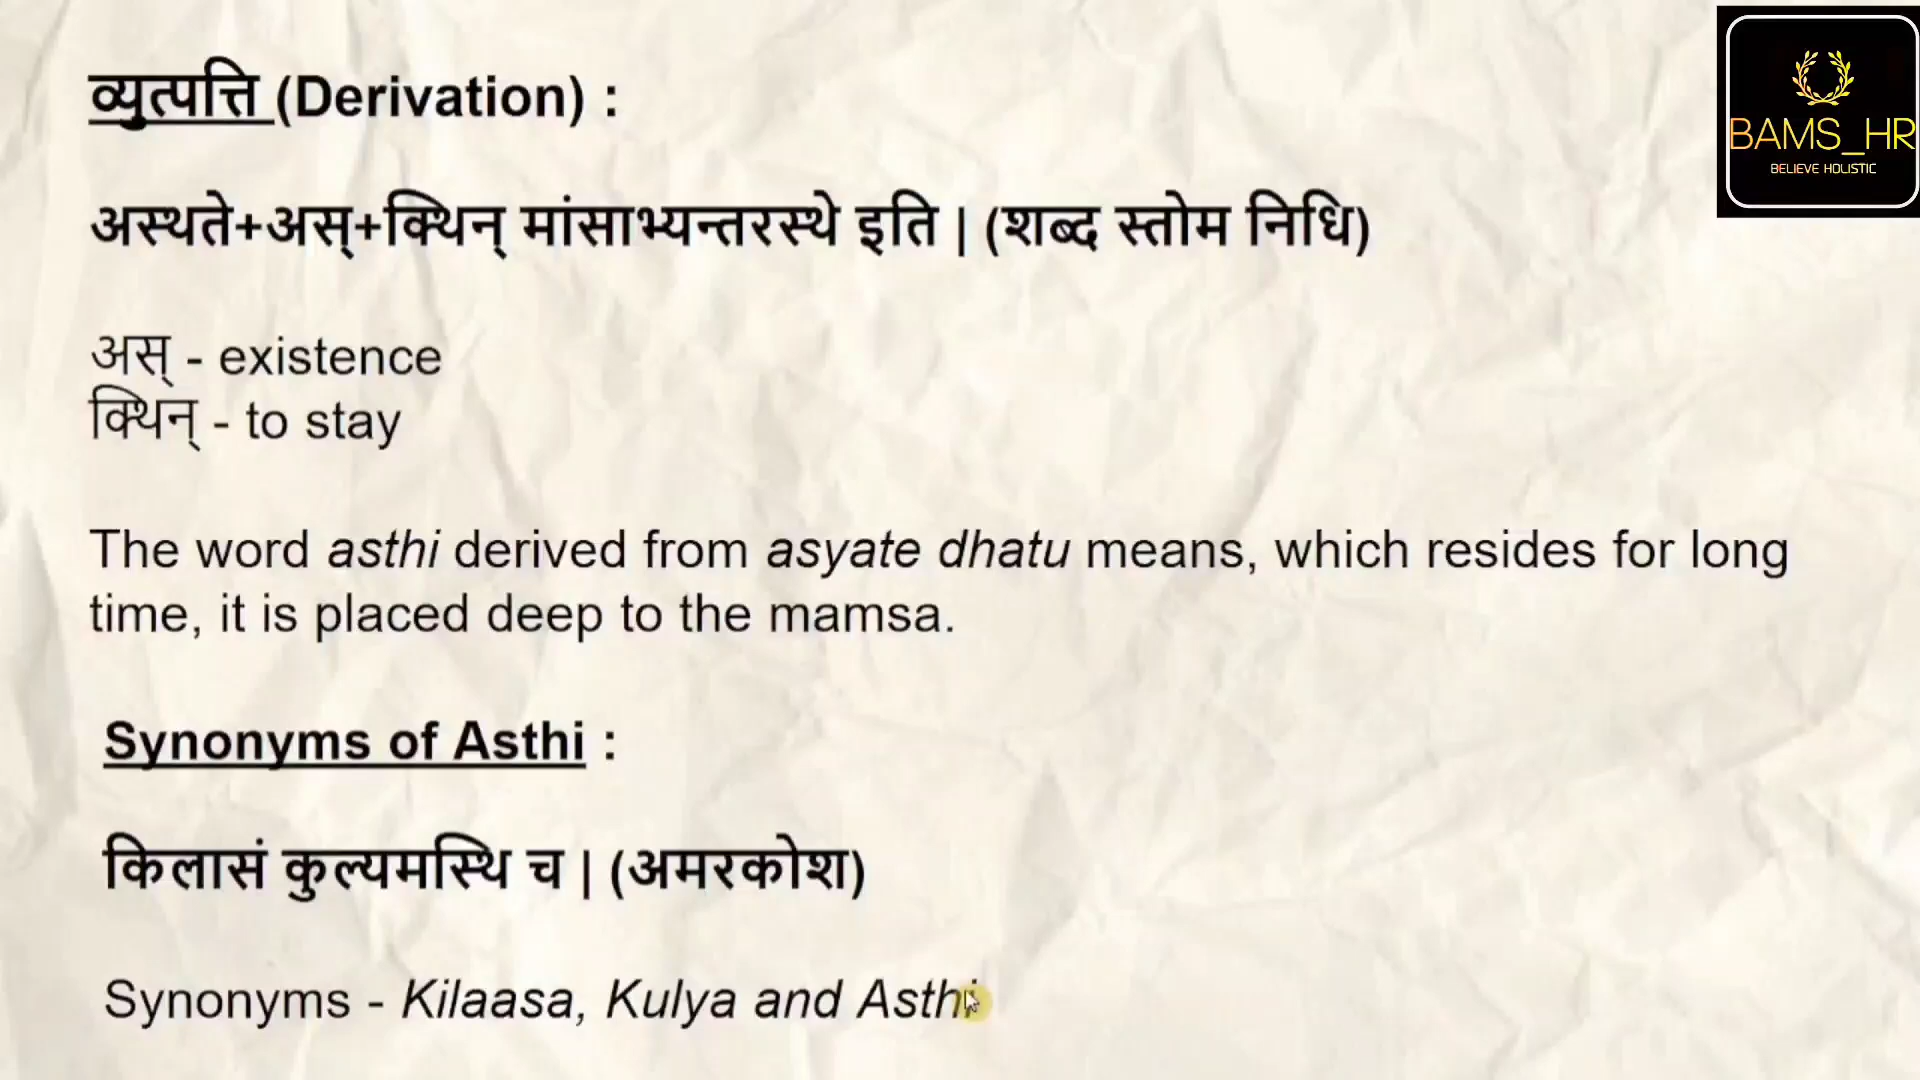 व्युत्पत्ति (Derivation) :
BAMS_HR
BELIEVE HOLISTIC
अस्थते+अस्+क्थिन् मांसाभ्यन्तरस्थे इति | (शब्द स्तोम निधि)
अस् - existence
क्थिन् - to stay
The word asthi derived from asyate dhatu means, which resides for long
time, it is placed deep to the mamsa.
Synonyms of Asthi :
किलासं कुल्यमस्थि च | (अमरकोश)
Synonyms - Kilaasa, Kulya and Asthi